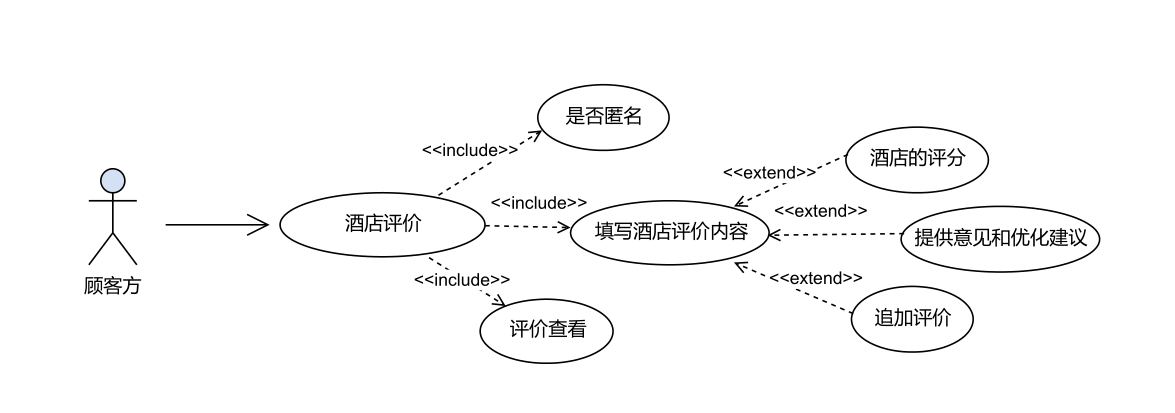 是否匿名
<<include>>
酒店的评分
<<extend>>
<<include>>
<<extend>>
酒店评价
填写酒店评价内容
提供意见和优化建议
<<include>>
<<extend>>
顾客方
评价查看
追加评价